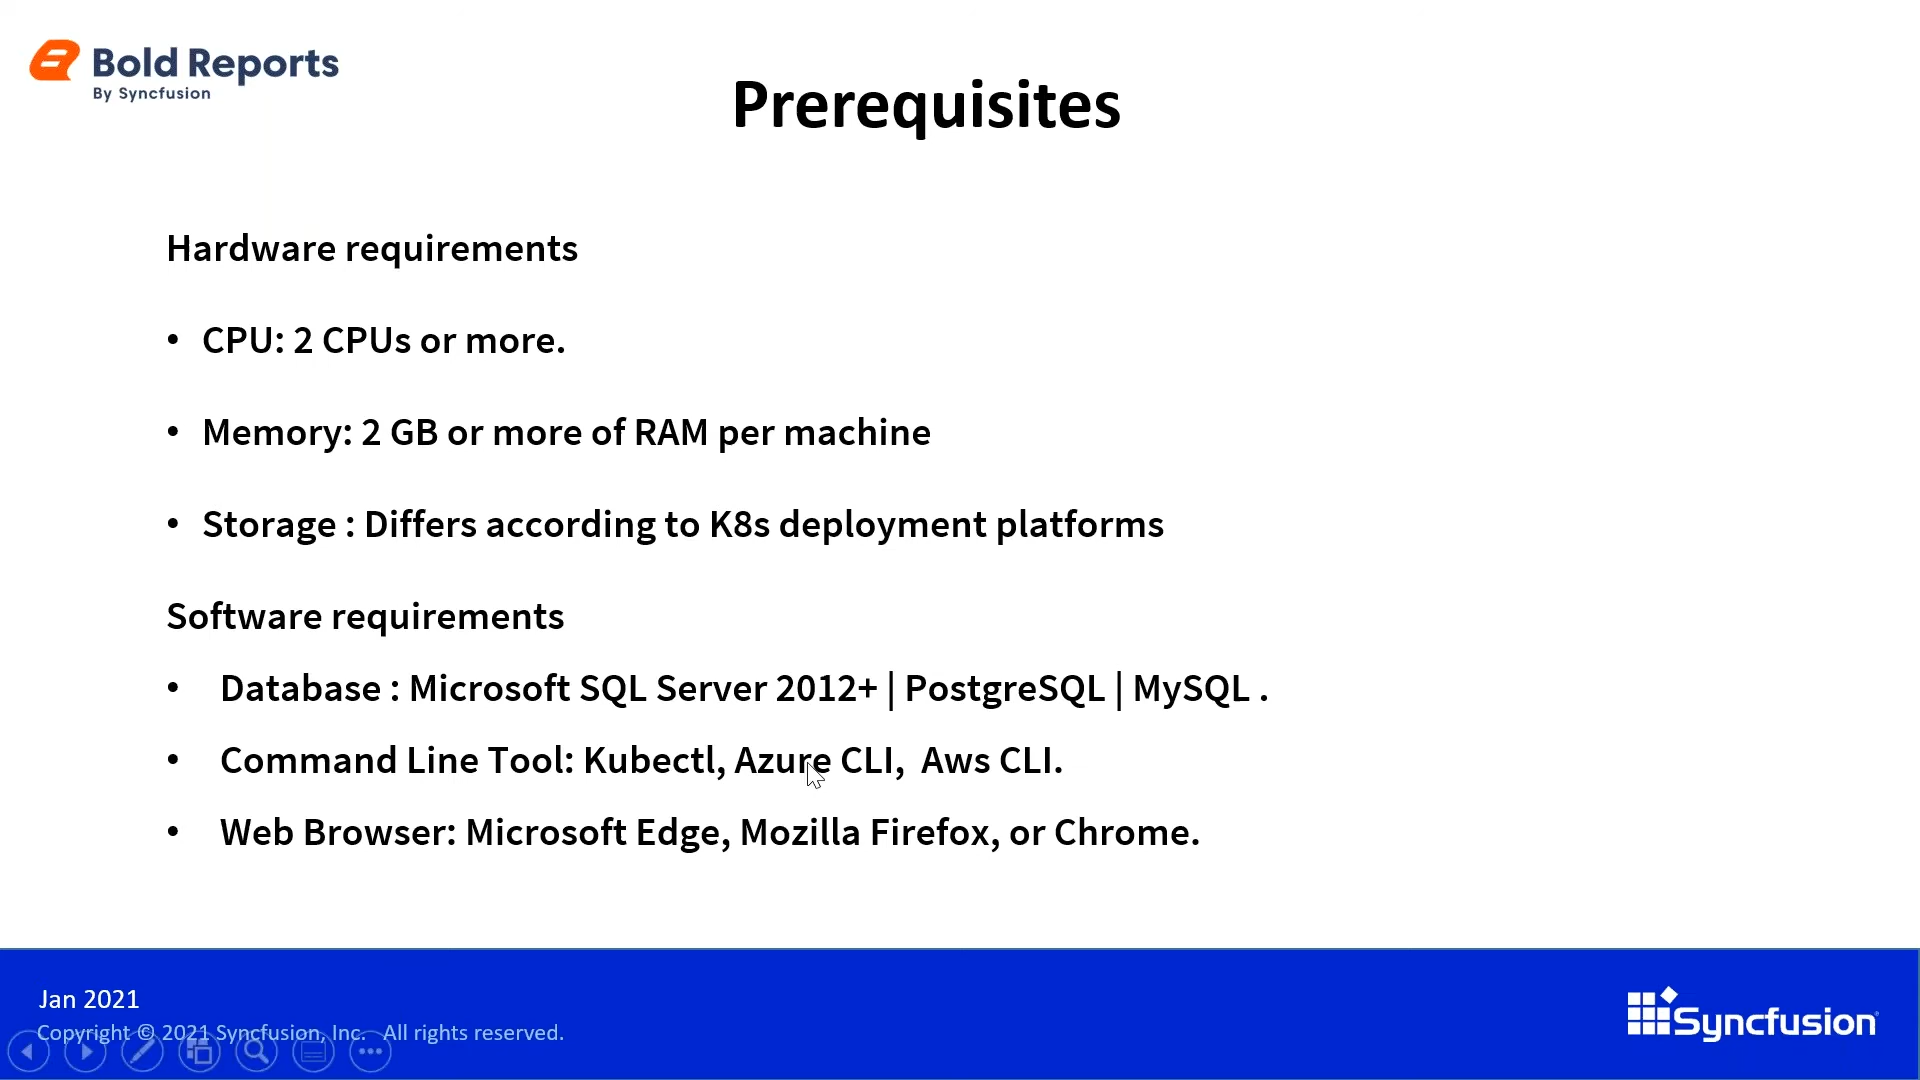 Bold Reports
By Syncfusion
Prerequisites
Hardware requirements
• CPU: 2 CPUs or more.
• Memory: 2 GB or more of RAM per machine
• Storage : Differs according to K8s deployment platforms
Software requirements
• Database : Microsoft SQL Server 2012+ | PostgreSQL | MySQL .
• Command Line Tool: Kubectl, Azure CLI,  Aws CLI.
• Web Browser: Microsoft Edge, Mozilla Firefox, or Chrome.
Jan 2021
Copyright © 2021 Syncfusion, Inc.   All rights reserved.
Syncfusion